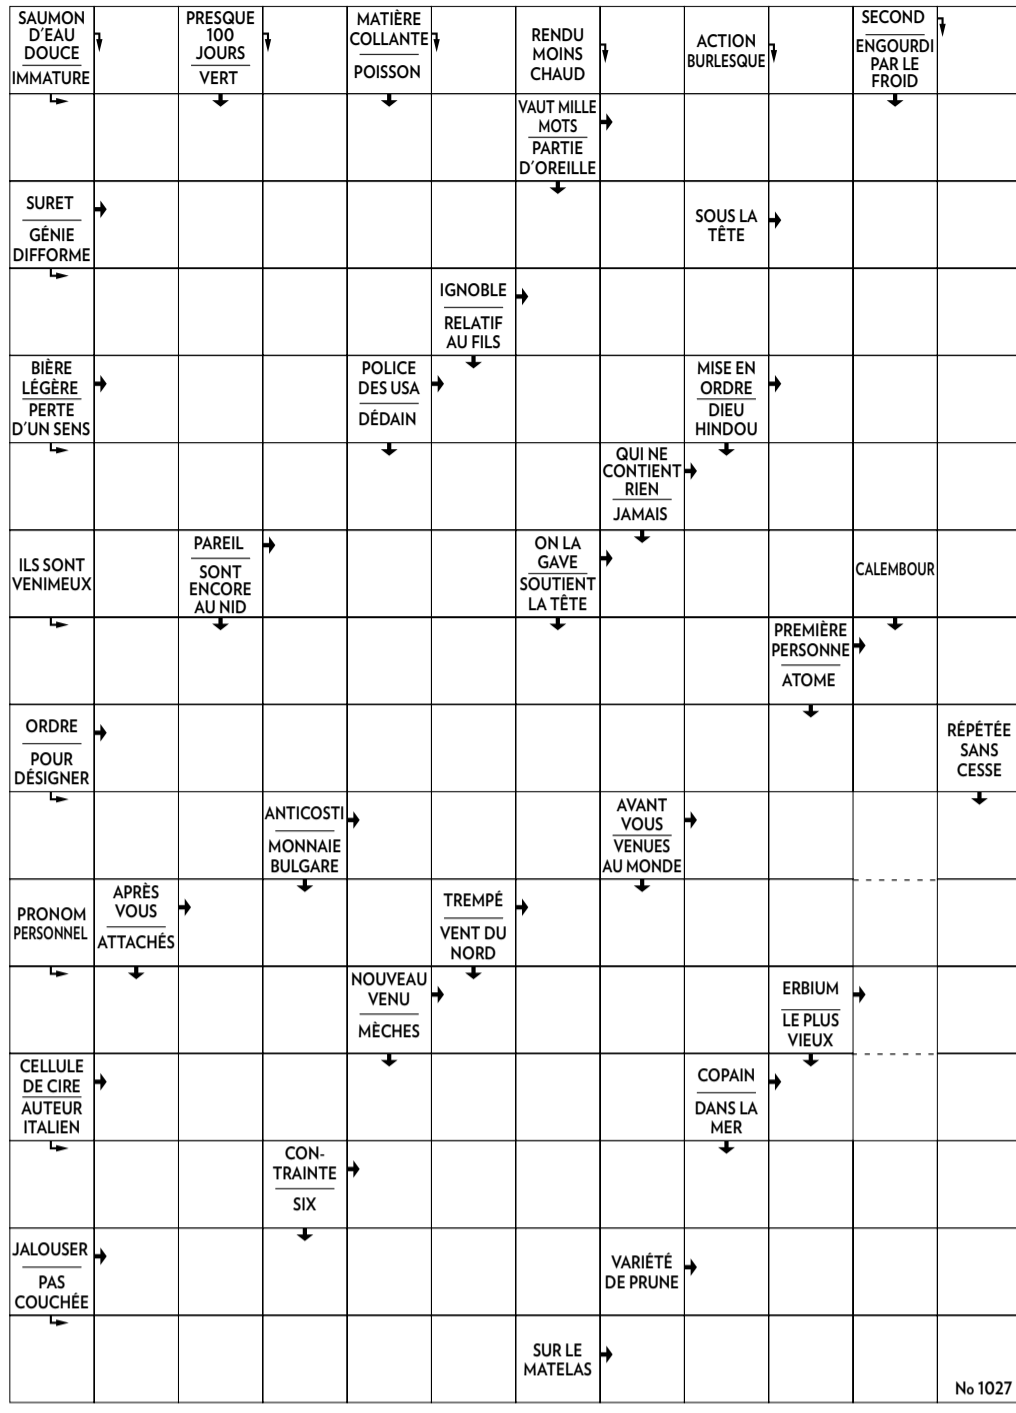 SAUMON
D'EAU
DOUCE
IMMATURE
PRESQUE
100
JOURS
VERT
MATIÈRE
COLLANTE
POISSON
RENDU
MOINS
CHAUD
ACTION
BURLESQUE
SECOND
ENGOURDI
PAR LE
FROID
VAUT MILLE
MOTS
PARTIE
D'OREILLE
SURET
GÉNIE
DIFFORME
SOUS LA
TÊTE
IGNOBLE
RELATIF
AU FILS
BIÈRE
LÉGÈRE
PERTE
D'UN SENS
POLICE
DES USA
DÉDAIN
MISE EN
ORDRE
DIEU
HINDOU
QUI NE
CONTIENT
RIEN
JAMAIS
ILS SONT
VENIMEUX
PAREIL
SONT
ENCORE
AU NID
ON LA
GAVE
SOUTIENT
LA TÊTE
CALEMBOUR
PREMIÈRE
PERSONNE
ATOME
ORDRE
POUR
DÉSIGNER
RÉPÉTÉE
SANS
CESSE
ANTICOSTI
MONNAIE
BULGARE
AVANT
VOUS
VENUES
AU MONDE
PRONOM
PERSONNEL
APRÈS
VOUS
ATTACHÉS
TREMPÉ
VENT DU
NORD
NOUVEAU
VENU
MÈCHES
ERBIUM
LE PLUS
VIEUX
CELLULE
DE CIRE
AUTEUR
ITALIEN
COPAIN
DANS LA
MER
CON-
TRAINTE
SIX
JALOUSER
PAS
COUCHÉE
VARIÉTÉ
DE PRUNE
SUR LE
MATELAS
No 1027